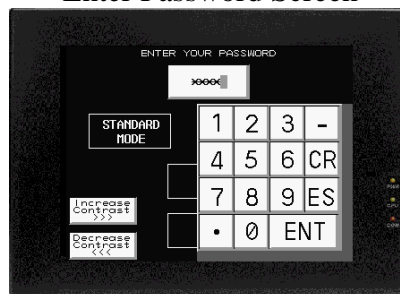 Enter Password Screen
ENTER YOUR PASSWORD
xxxx
STANDARD
MODE
1 2 3 -
4 5 6 CR
7 8 9 ES
. 0 ENT
Increase
Contrast
>>>
Decrease
Contrast
<<<